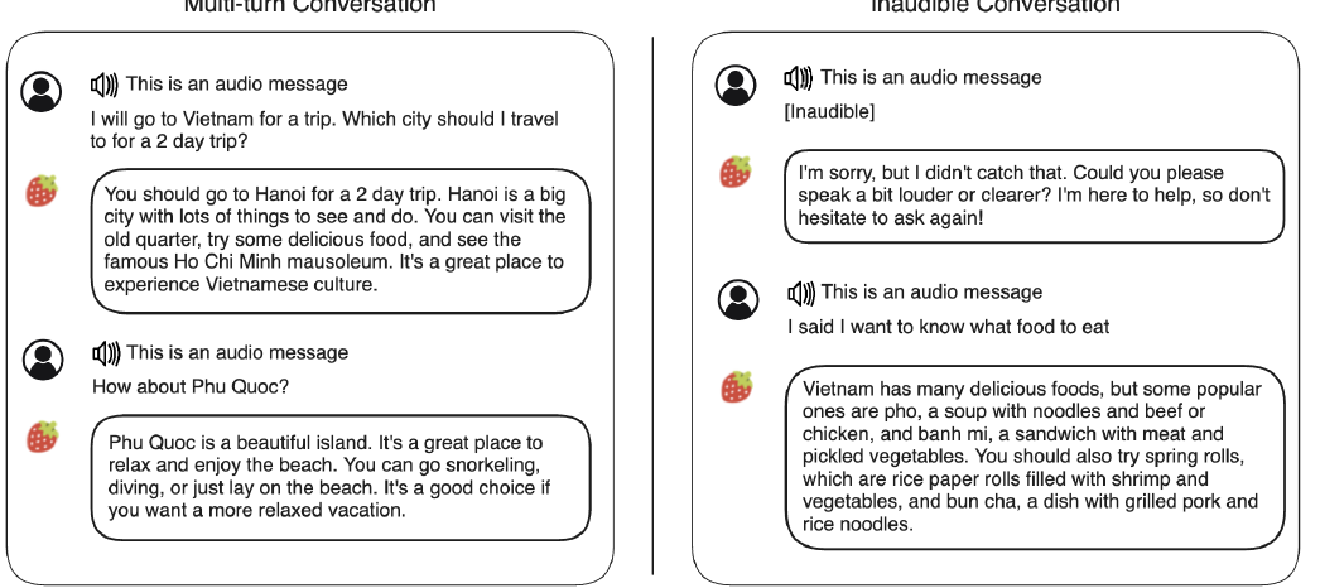 Multi-turn Conversation
This is an audio message
I will go to Vietnam for a trip. Which city should I travel
to for a 2 day trip?
You should go to Hanoi for a 2 day trip. Hanoi is a big
city with lots of things to see and do. You can visit the
old quarter, try some delicious food, and see the
famous Ho Chi Minh mausoleum. It's a great place to
experience Vietnamese culture.
This is an audio message
How about Phu Quoc?
Phu Quoc is a beautiful island. It's a great place to
relax and enjoy the beach. You can go snorkeling,
diving, or just lay on the beach. It's a good choice if
you want a more relaxed vacation.
Inaudible Conversation
This is an audio message
[Inaudible]
I'm sorry, but I didn't catch that. Could you please
speak a bit louder or clearer? I'm here to help, so don't
hesitate to ask again!
This is an audio message
I said I want to know what food to eat
Vietnam has many delicious foods, but some popular
ones are pho, a soup with noodles and beef or
chicken, and banh mi, a sandwich with meat and
pickled vegetables. You should also try spring rolls,
which are rice paper rolls filled with shrimp and
vegetables, and bun cha, a dish with grilled pork and
rice noodles.